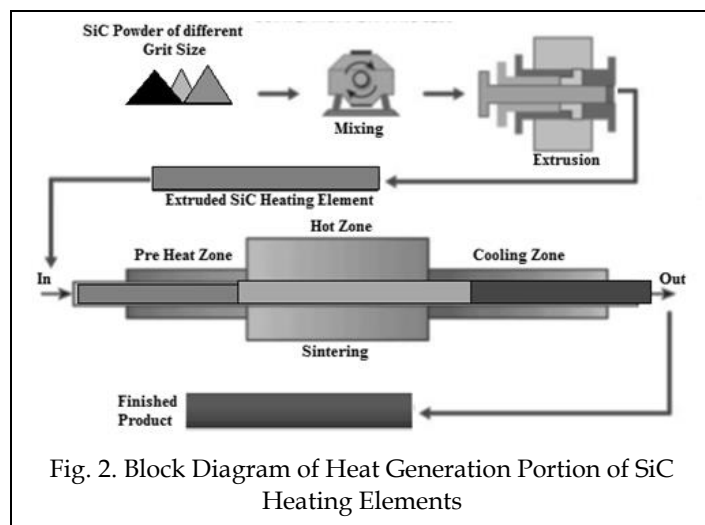 SiC Powder of different
Grit Size
Mixing
Extrusion
Extruded SiC Heating Element
Hot Zone
Pre Heat Zone
Cooling Zone
In
Out
Sintering
Finished
Product
Fig. 2. Block Diagram of Heat Generation Portion of SiC
Heating Elements